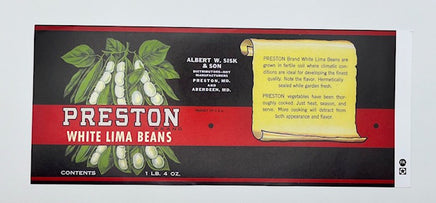 PRESTON
WHITE LIMA BEANS
CONTENTS 1 LB. 4 OZ.
ALBERT W. SISK
& SON
DISTRIBUTORS—NOT
MANUFACTURERS
PRESTON, MD.
AND
ABERDEEN, MD.
PRESTON Brand White Lima Beans are
grown in fertile soil where climatic con-
ditions are ideal for developing the finest
quality. Note the flavor. Hermetically
sealed while garden fresh.
PRESTON vegetables have been thor-
oughly cooked. Just heat, season, and
serve. More cooking will detract from
both appearance and flavor.